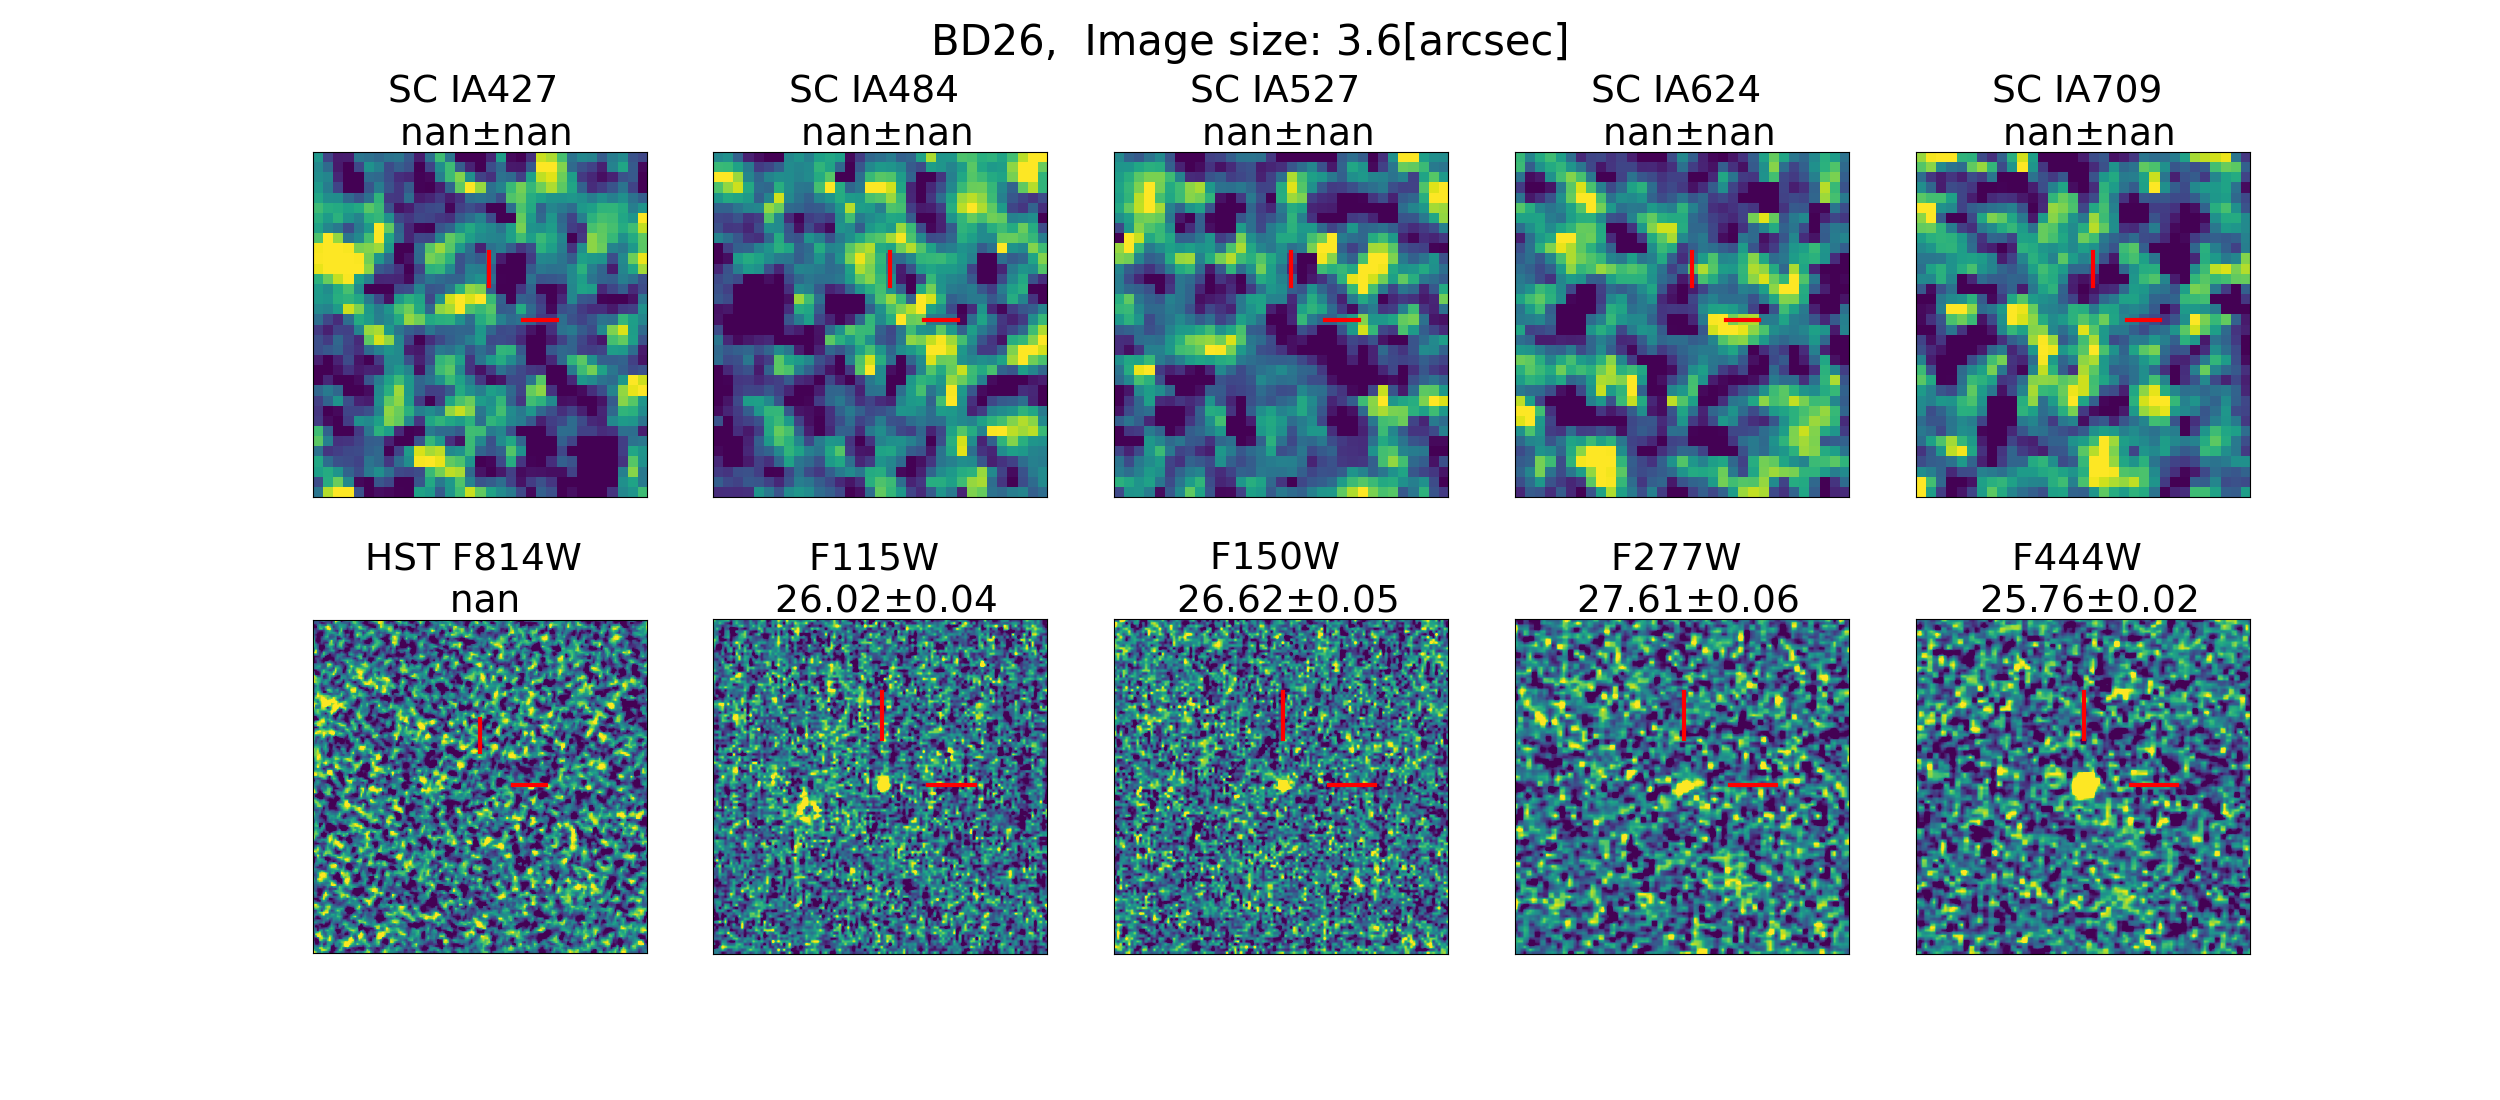 BD26,  Image size: 3.6[arcsec]
SC IA427
nan±nan
SC IA484
nan±nan
SC IA527
nan±nan
SC IA624
nan±nan
SC IA709
nan±nan
HST F814W
nan
F115W
26.02±0.04
F150W
26.62±0.05
F277W
27.61±0.06
F444W
25.76±0.02